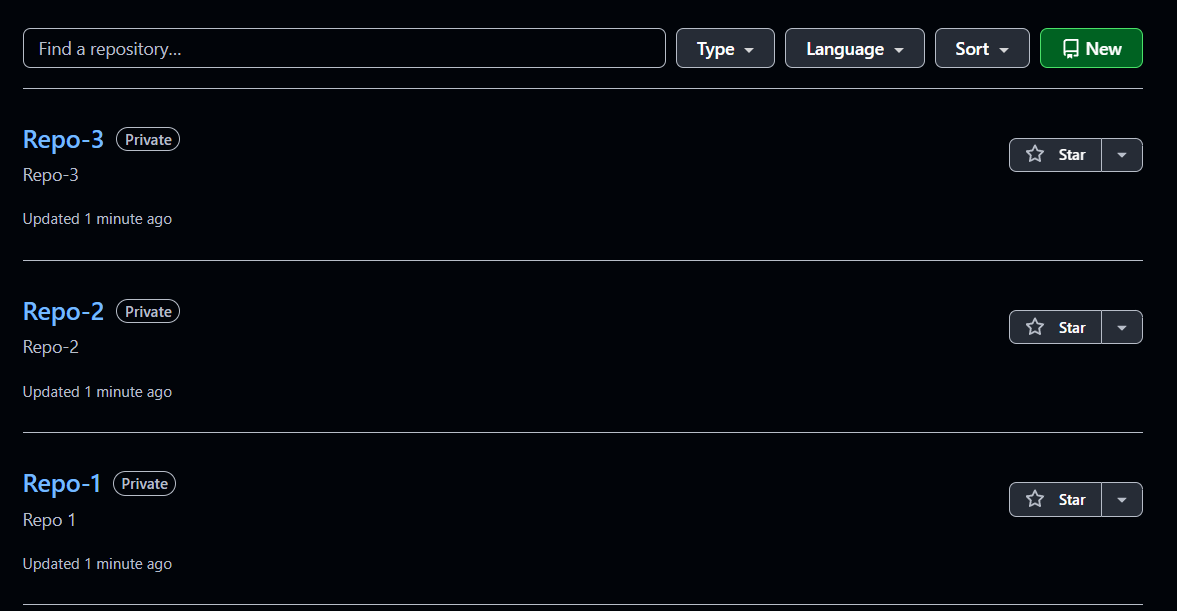 Find a repository... Type Language Sort New
Repo-3 Private
Star
Repo-3
Updated 1 minute ago
Repo-2 Private
Star
Repo-2
Updated 1 minute ago
Repo-1 Private
Star
Repo 1
Updated 1 minute ago